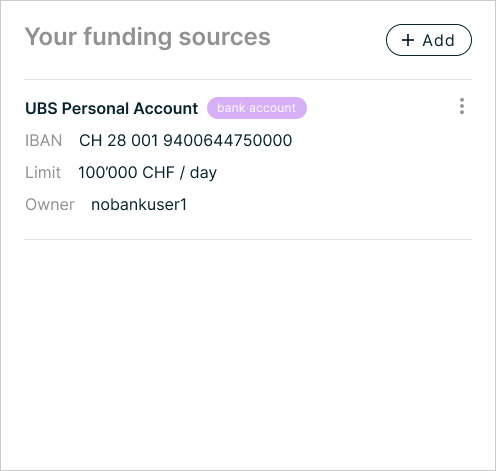 Your funding sources
+ Add
UBS Personal Account bank account
IBAN CH 28 001 9400644750000
Limit 100’000 CHF / day
Owner nobankuser1